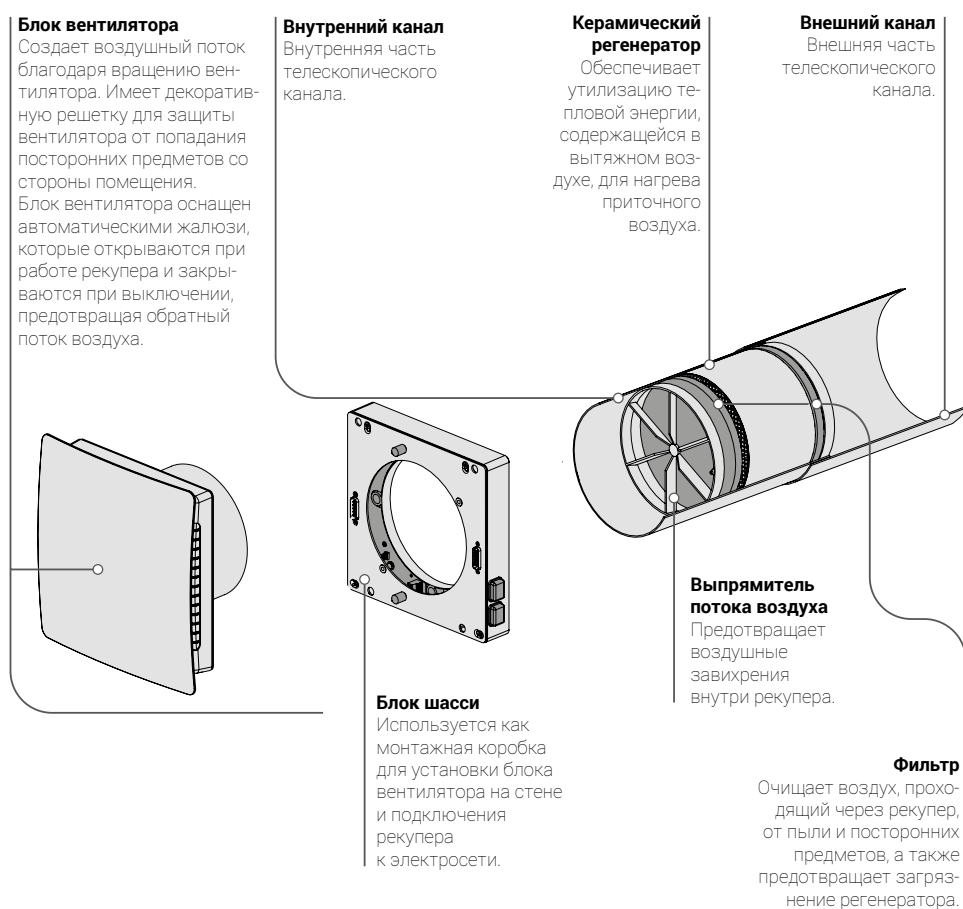 Блок вентилятора
Создает воздушный поток
благодаря вращению вен-
тилятора. Имеет декоратив-
ную решетку для защиты
вентилятора от попадания
посторонних предметов со
стороны помещения.
Блок вентилятора оснащен
автоматическими жалюзи,
которые открываются при
работе рекупера и закры-
ваются при выключении,
предотвращая обратный
поток воздуха.
Внутренний канал
Внутренняя часть
телескопического
канала.
Керамический
регенератор
Обеспечивает
утилизацию те-
пловой энергии,
содержащейся в
вытяжном воз-
духе, для нагрева
приточного
воздуха.
Внешний канал
Внешняя часть
телескопического
канала.
Блок шасси
Используется как
монтажная коробка
для установки блока
вентилятора на стене
и подключения
рекупера
к электросети.
Выпрямитель
потока воздуха
Предотвращает
воздушные
завихрения
внутри рекупера.
Фильтр
Очищает воздух, прохо-
дящий через рекупер,
от пыли и посторонних
предметов, а также
предотвращает загряз-
нение регенератора.